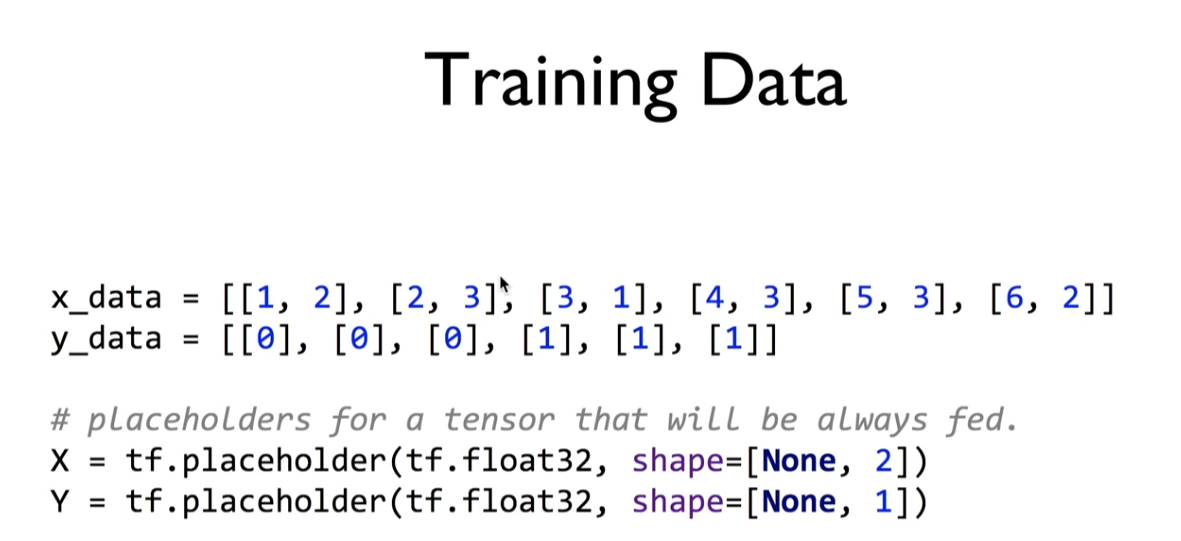 Training Data
x_data = [[1, 2], [2, 3], [3, 1], [4, 3], [5, 3], [6, 2]]
y_data = [[0], [0], [0], [1], [1], [1]]
# placeholders for a tensor that will be always fed.
X = tf.placeholder(tf.float32, shape=[None, 2])
Y = tf.placeholder(tf.float32, shape=[None, 1])